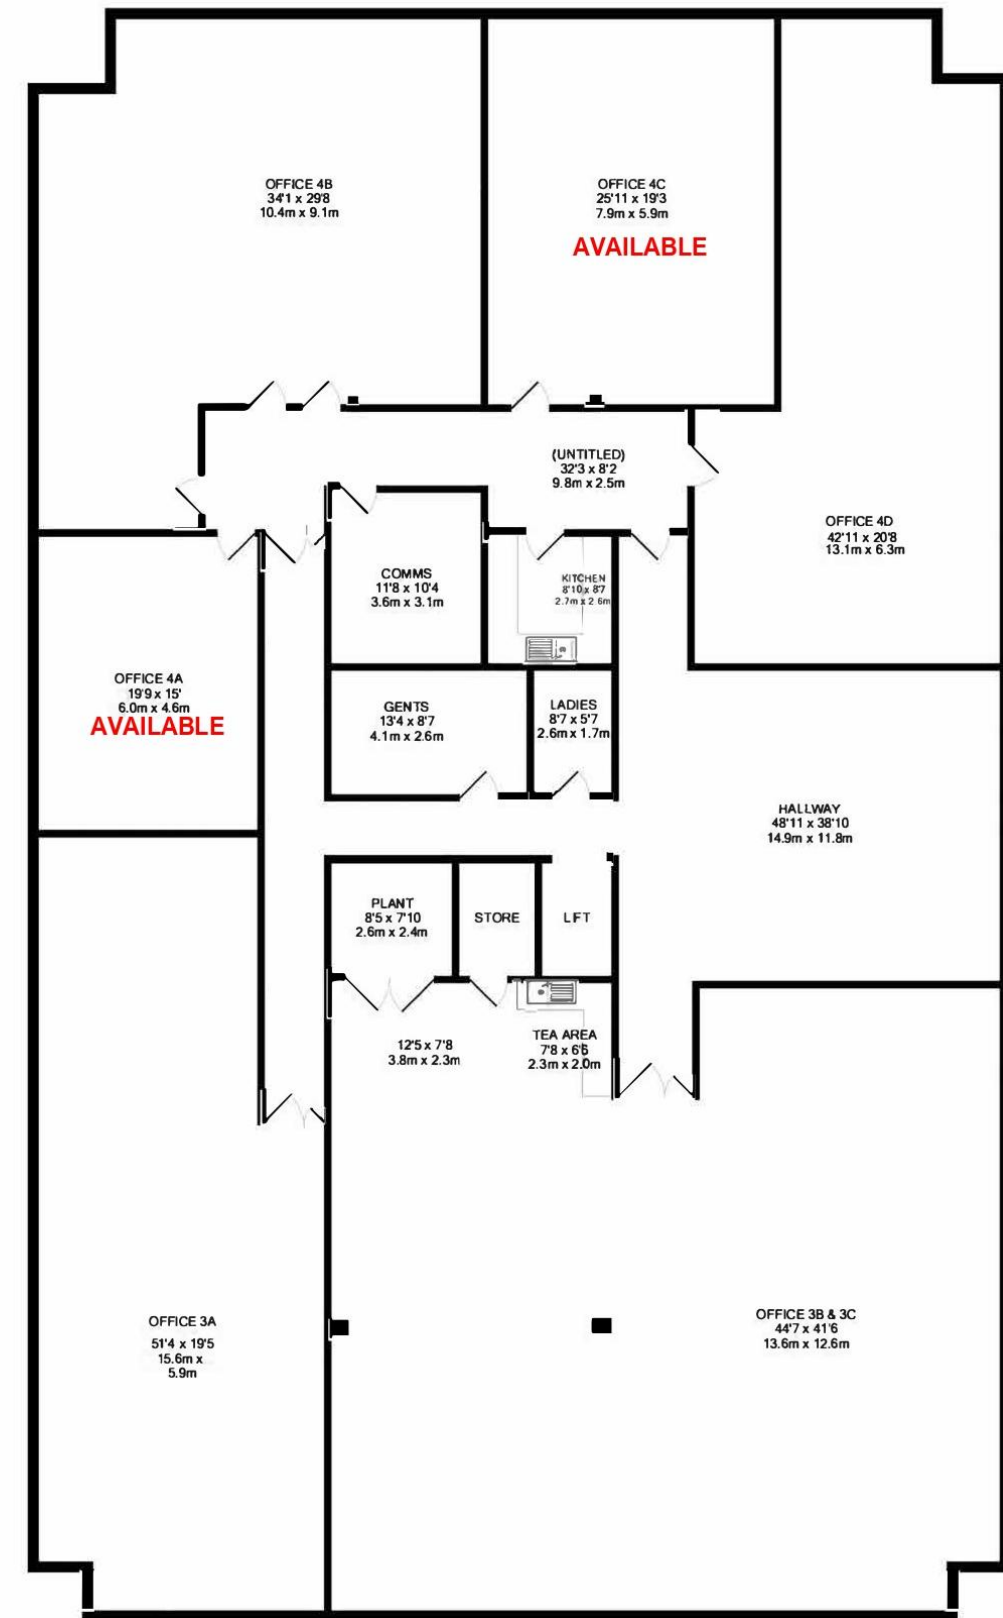 OFFICE 4B
34'1 x 29'8
10.4m x 9.1m
OFFICE 4C
25'11 x 19'3
7.9m x 5.9m
AVAILABLE
(UNTITLED)
32'3 x 8'2
9.8m x 2.5m
OFFICE 4D
42'11 x 20'8
13.1m x 6.3m
COMMS
11'8 x 10'4
3.6m x 3.1m
KITCHEN
8'10 x 8'7
2.7m x 2.6m
OFFICE 4A
19'9 x 15'
6.0m x 4.6m
AVAILABLE
GENTS
13'4 x 8'7
4.1m x 2.6m
LADIES
8'7 x 5'7
2.6m x 1.7m
HALLWAY
48'11 x 38'10
14.9m x 11.8m
PLANT
8'5 x 7'10
2.6m x 2.4m
STORE
LIFT
12'5 x 7'8
3.8m x 2.3m
TEA AREA
7'8 x 6'6
2.3m x 2.0m
OFFICE 3A
51'4 x 19'5
15.6m x
5.9m
OFFICE 3B & 3C
44'7 x 41'6
13.6m x 12.6m